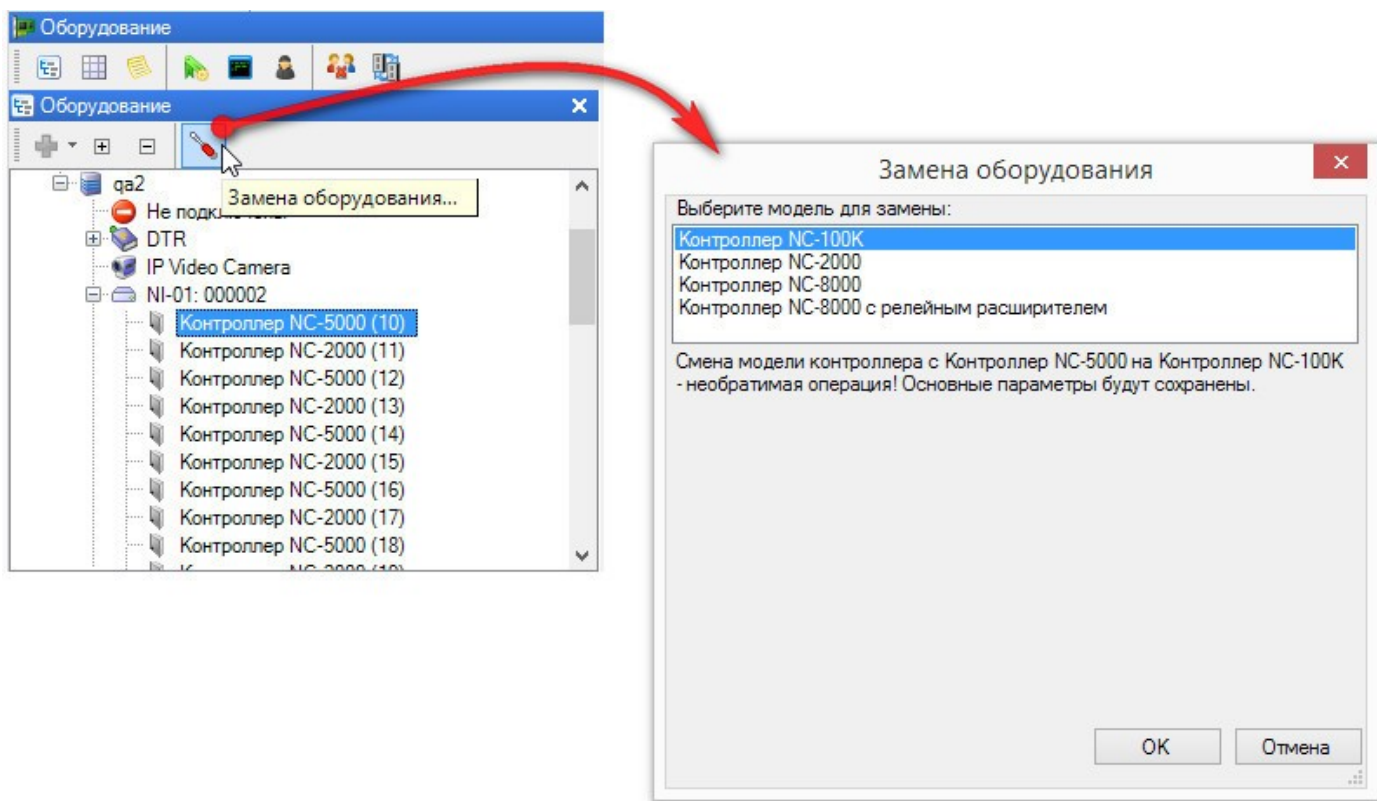 Оборудование
Оборудование
qa2
Замена оборудования...
Не
DTR
IP Video Camera
NI-01: 000002
Контроллер NC-5000 (10)
Контроллер NC-2000 (11)
Контроллер NC-5000 (12)
Контроллер NC-2000 (13)
Контроллер NC-5000 (14)
Контроллер NC-2000 (15)
Контроллер NC-5000 (16)
Контроллер NC-2000 (17)
Контроллер NC-5000 (18)
Замена оборудования
Выберите модель для замены:
Контроллер NC-100K
Контроллер NC-2000
Контроллер NC-8000
Контроллер NC-8000 с релейным расширителем
Смена модели контроллера с Контроллер NC-5000 на Контроллер NC-100K
- необратимая операция! Основные параметры будут сохранены.
OK
Отмена